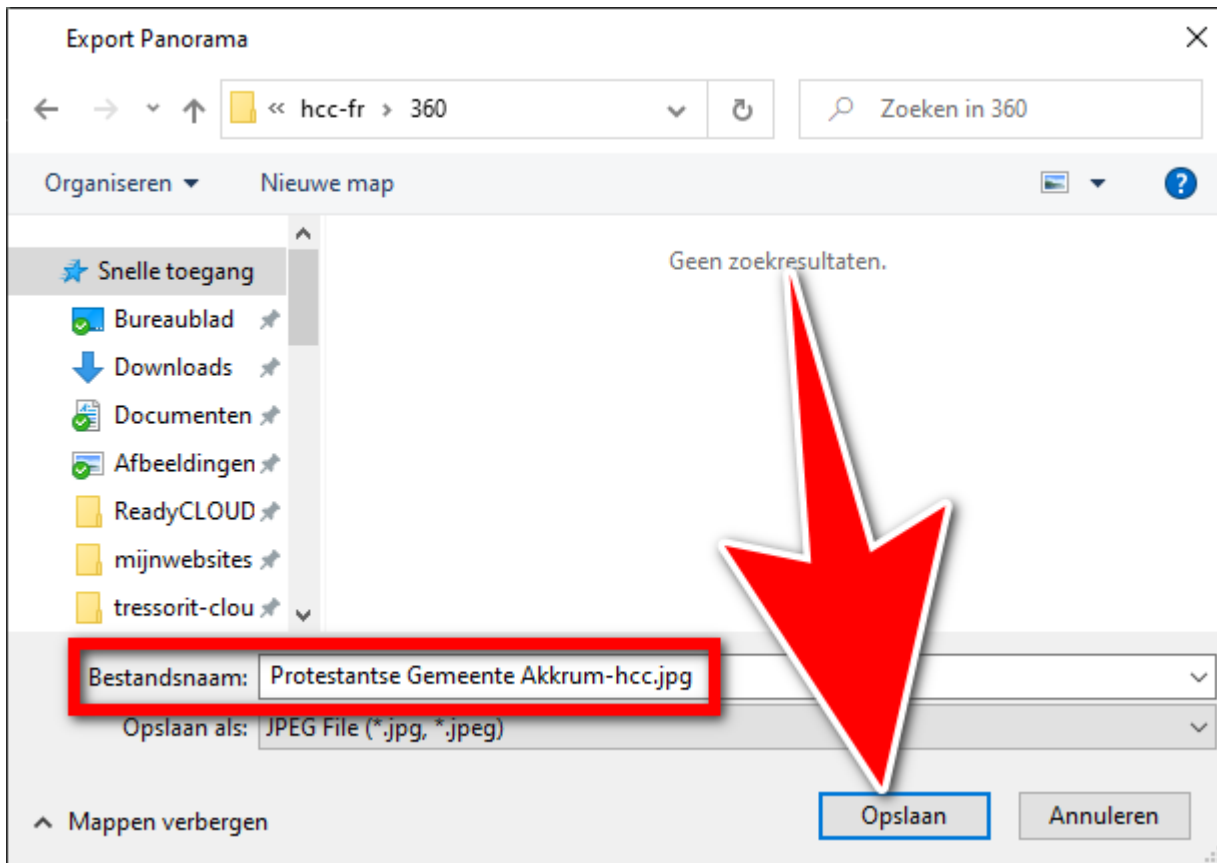 Export Panorama
« hcc-fr › 360
Zoeken in 360
Organiseren
Nieuwe map
?
Snelle toegang
Geen zoekresultaten.
Bureaublad
Downloads
Documenten
Afbeeldingen
ReadyCLOUD
mijnwebsites
tressorit-clou
Bestandsnaam: Protestantse Gemeente Akkrum-hcc.jpg
Opslaan als: JPEG File (*.jpg, *.jpeg)
Mappen verbergen
Opslaan
Annuleren